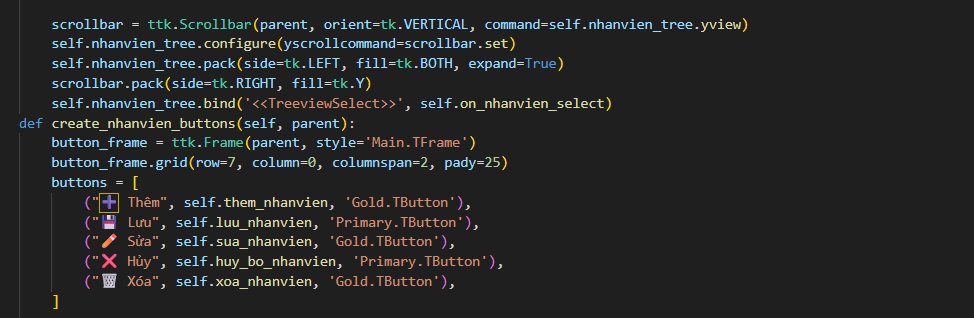 scrollbar = ttk.Scrollbar(parent, orient=tk.VERTICAL, command=self.nhanvien_tree.yview)
self.nhanvien_tree.configure(yscrollcommand=scrollbar.set)
self.nhanvien_tree.pack(side=tk.LEFT, fill=tk.BOTH, expand=True)
scrollbar.pack(side=tk.RIGHT, fill=tk.Y)
self.nhanvien_tree.bind('<<TreeviewSelect>>', self.on_nhanvien_select)
def create_nhanvien_buttons(self, parent):
button_frame = ttk.Frame(parent, style='Main.TFrame')
button_frame.grid(row=7, column=0, columnspan=2, pady=25)
buttons = [
("➕ Thêm", self.them_nhanvien, 'Gold.TButton'),
("💾 Lưu", self.luu_nhanvien, 'Primary.TButton'),
("✏️ Sửa", self.sua_nhanvien, 'Gold.TButton'),
("❌ Hủy", self.huy_bo_nhanvien, 'Primary.TButton'),
("🗑️ Xóa", self.xoa_nhanvien, 'Gold.TButton'),
]